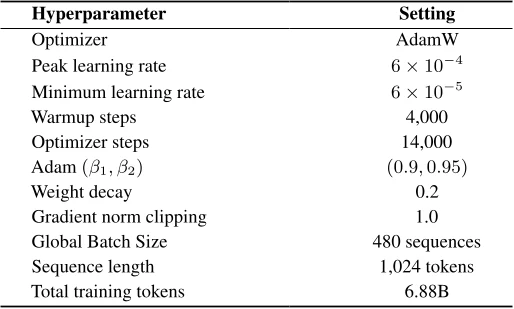 Hyperparameter Setting
Optimizer AdamW
Peak learning rate 6 × 10⁻⁴
Minimum learning rate 6 × 10⁻⁵
Warmup steps 4,000
Optimizer steps 14,000
Adam (β₁, β₂) (0.9, 0.95)
Weight decay 0.2
Gradient norm clipping 1.0
Global Batch Size 480 sequences
Sequence length 1,024 tokens
Total training tokens 6.88B